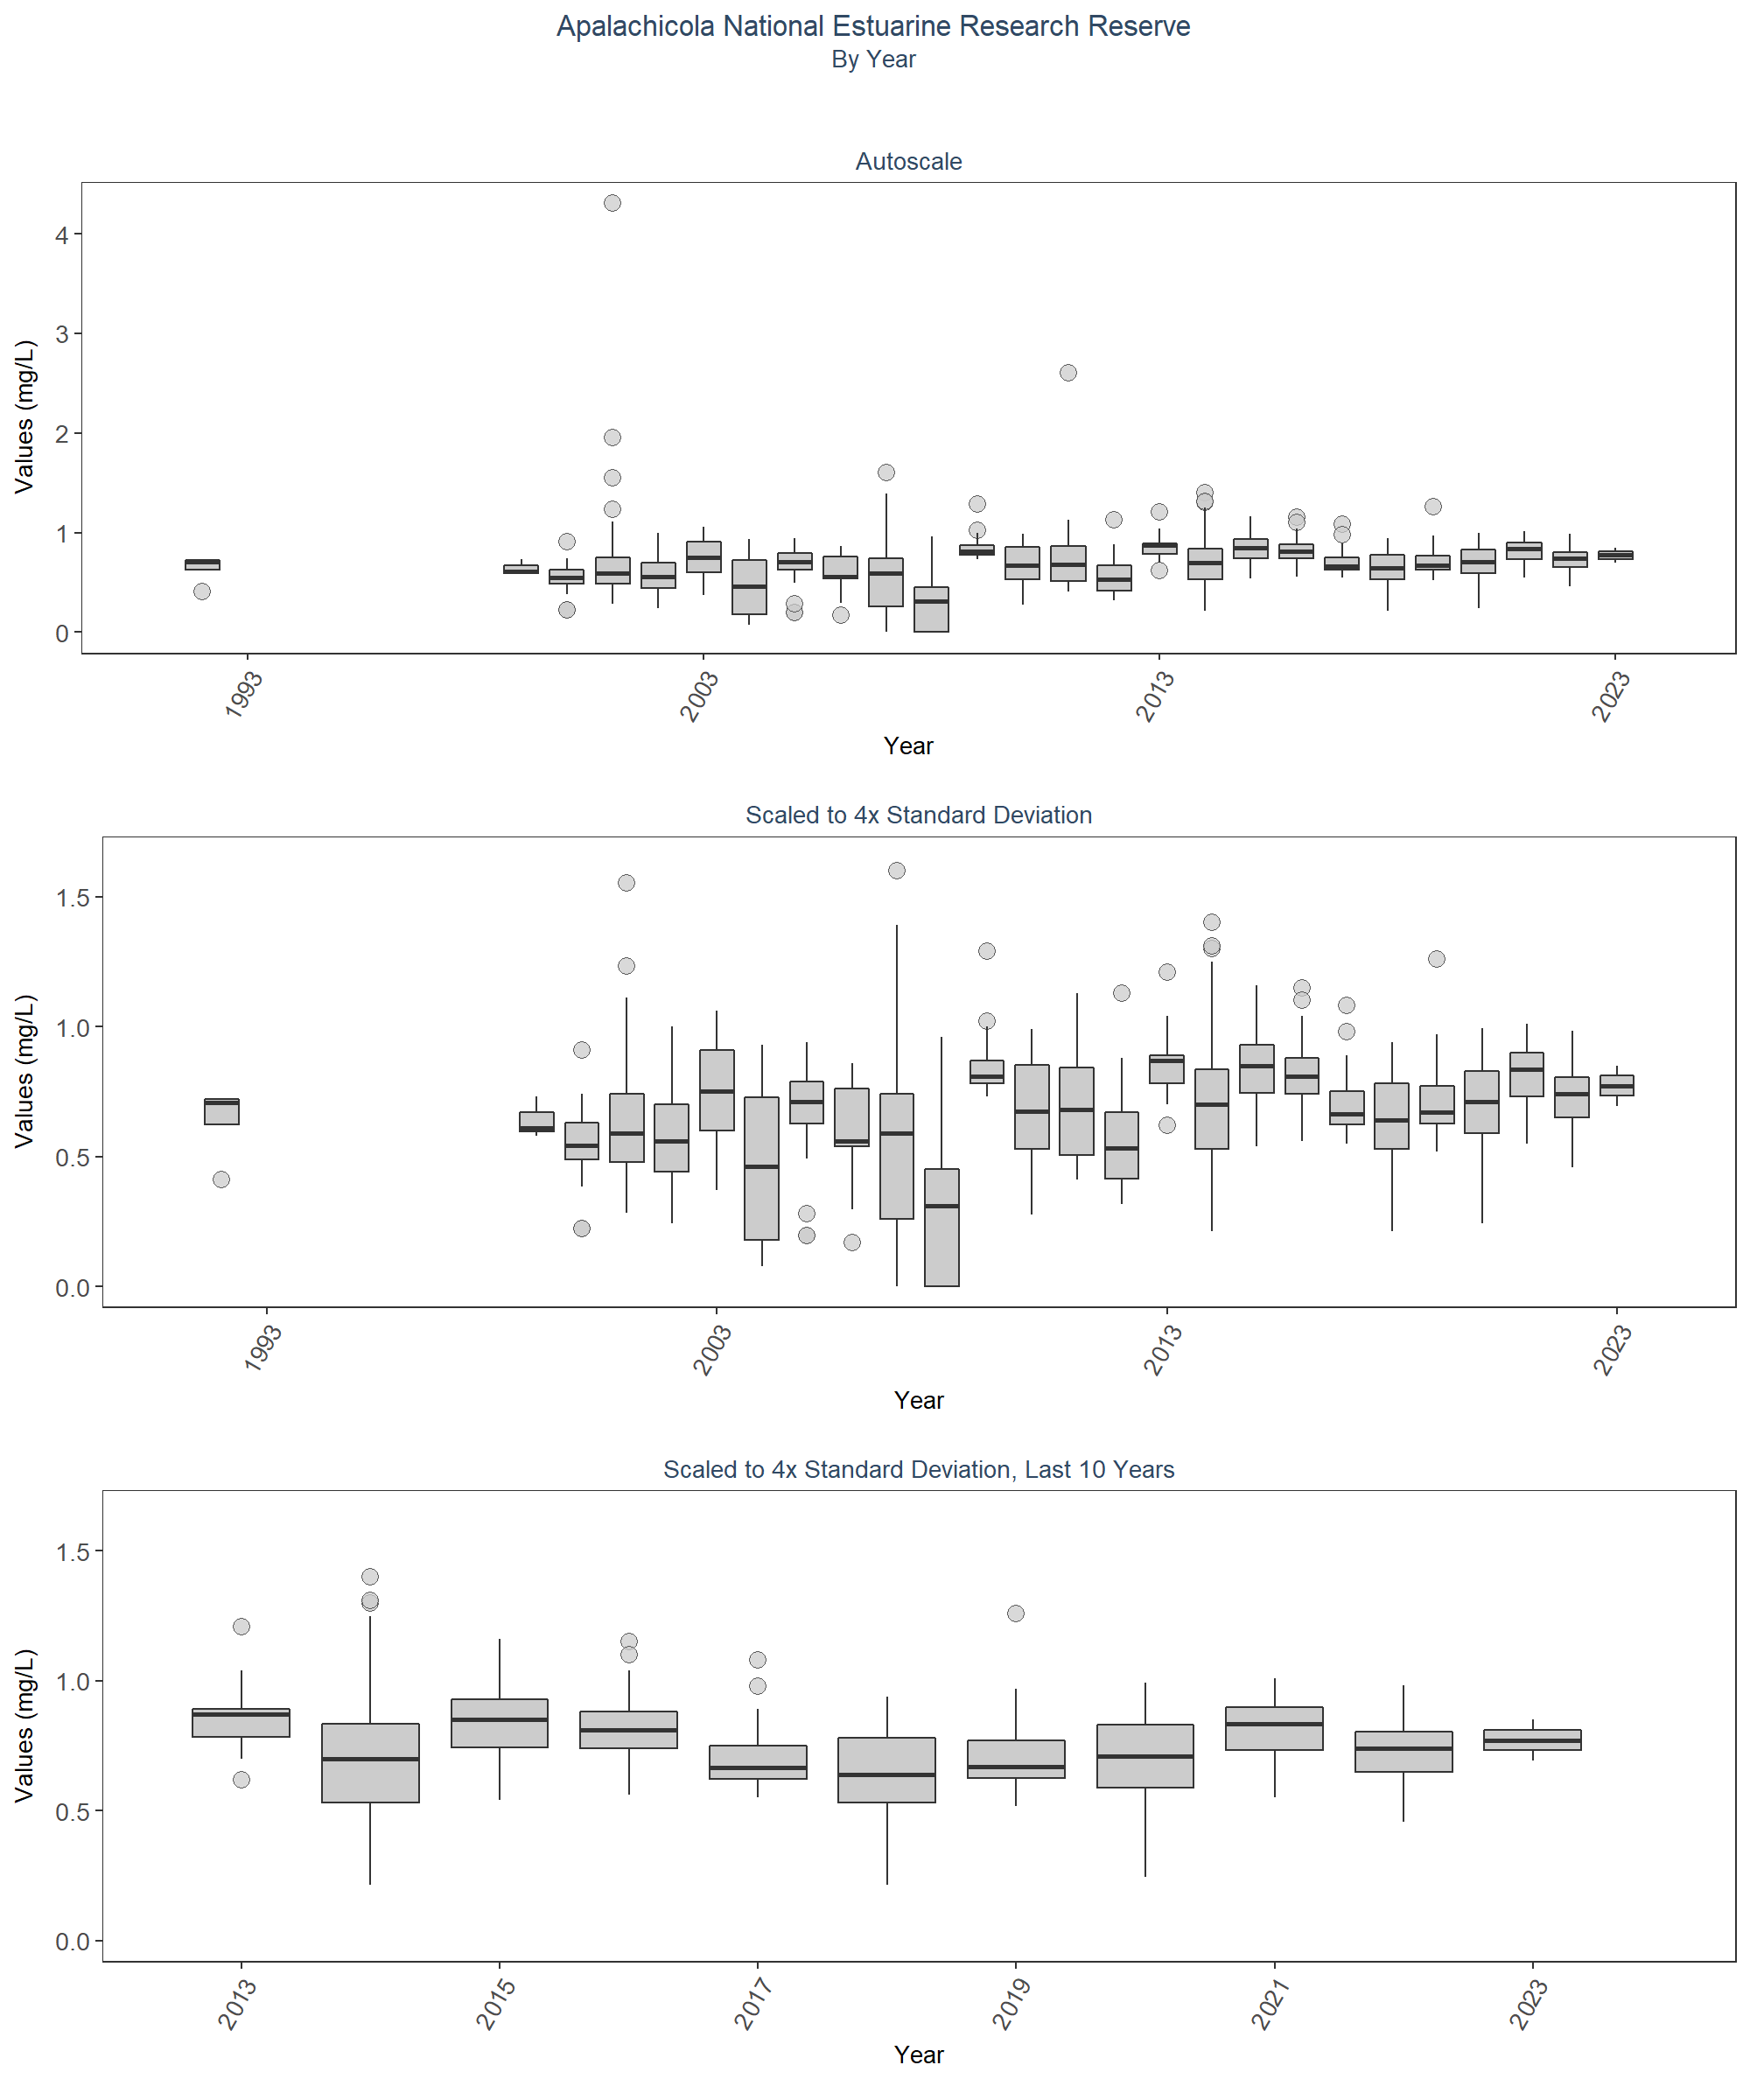 Apalachicola National Estuarine Research Reserve
By Year
Autoscale
Values (mg/L)
4
3
2
1
0
1993 2003 2013 2023
Year
Scaled to 4x Standard Deviation
Values (mg/L)
1.5
1.0
0.5
0.0
1993 2003 2013 2023
Year
Scaled to 4x Standard Deviation, Last 10 Years
Values (mg/L)
1.5
1.0
0.5
0.0
2013 2015 2017 2019 2021 2023
Year